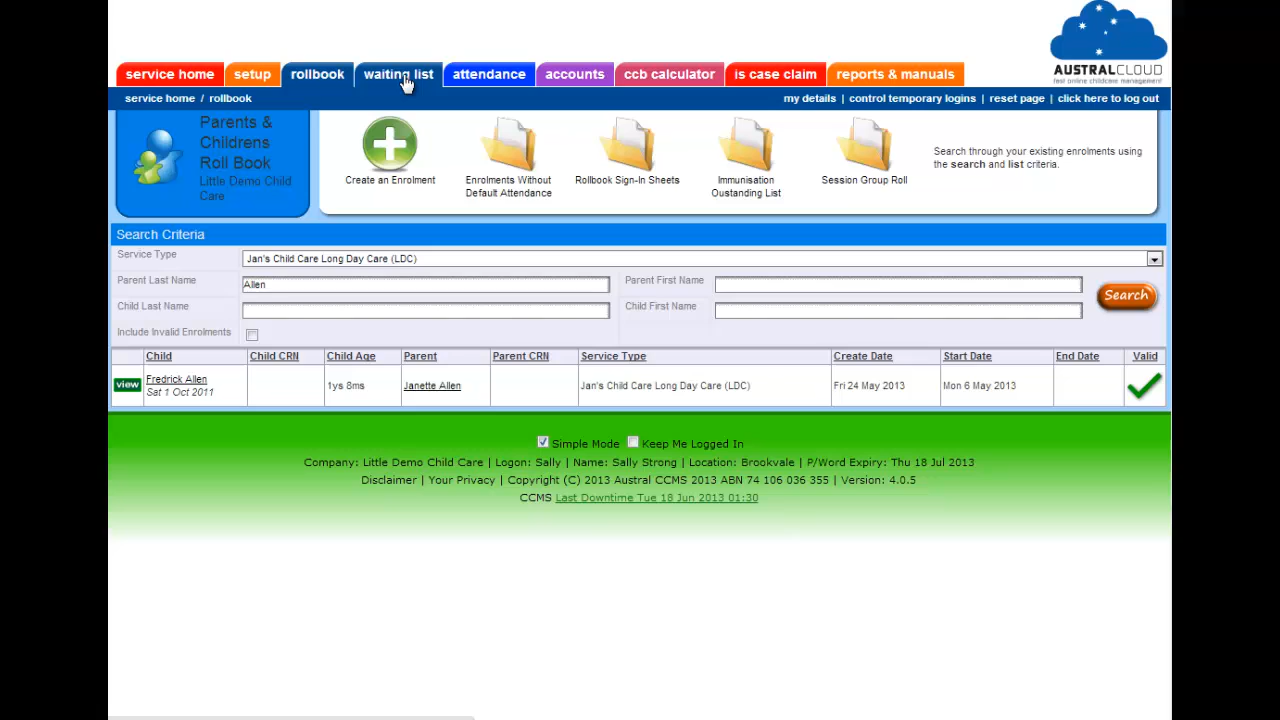 AUSTRALCLOUD
fast online childcare management
service home setup rollbook waiting list attendance accounts ccb calculator is case claim reports & manuals
service home / rollbook my details | control temporary logins | reset page | click here to log out
Parents &
Childrens
Roll Book
Little Demo Child
Care
Create an Enrolment
Enrolments Without
Default Attendance
Rollbook Sign-In Sheets
Immunisation
Oustanding List
Session Group Roll
Search through your existing enrolments using
the search and list criteria.
Search Criteria
Service Type Jan's Child Care Long Day Care (LDC)
Parent Last Name Allen Parent First Name
Search
Child Last Name Child First Name
Include Invalid Enrolments
Child Child CRN Child Age Parent Parent CRN Service Type Create Date Start Date End Date Valid
view Fredrick Allen 1ys 8ms Janette Allen Jan's Child Care Long Day Care (LDC) Fri 24 May 2013 Mon 6 May 2013
Sat 1 Oct 2011
Simple Mode Keep Me Logged In
Company: Little Demo Child Care | Logon: Sally | Name: Sally Strong | Location: Brookvale | P/Word Expiry: Thu 18 Jul 2013
Disclaimer | Your Privacy | Copyright (C) 2013 Austral CCMS 2013 ABN 74 106 036 355 | Version: 4.0.5
CCMS Last Downtime Tue 18 Jun 2013 01:30